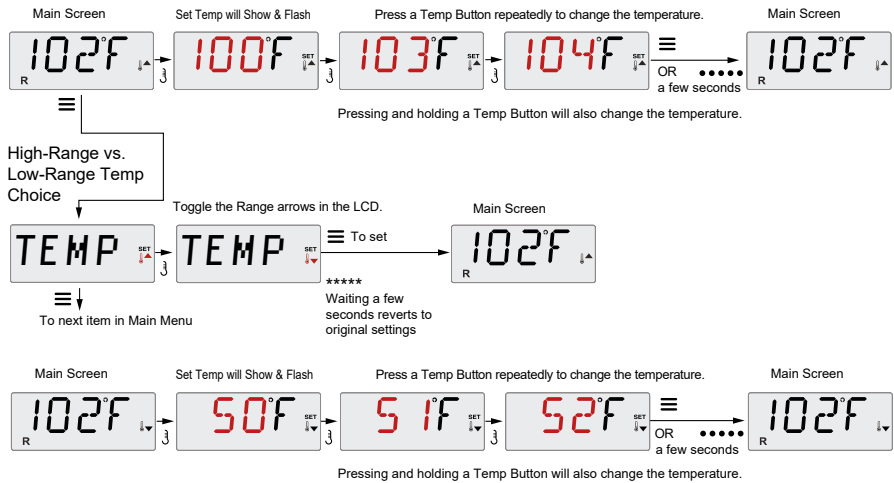 Main Screen
Set Temp will Show & Flash
Press a Temp Button repeatedly to change the temperature.
Main Screen
102°F
R
100°F
SET
103°F
SET
104°F
SET
OR
a few seconds
102°F
R
Pressing and holding a Temp Button will also change the temperature.
High-Range vs.
Low-Range Temp
Choice
Toggle the Range arrows in the LCD.
Main Screen
TEMP
SET
TEMP
SET
To set
*****
Waiting a few
seconds reverts to
original settings
102°F
R
To next item in Main Menu
Main Screen
Set Temp will Show & Flash
Press a Temp Button repeatedly to change the temperature.
Main Screen
102°F
R
50°F
SET
51°F
SET
52°F
SET
OR
a few seconds
102°F
R
Pressing and holding a Temp Button will also change the temperature.